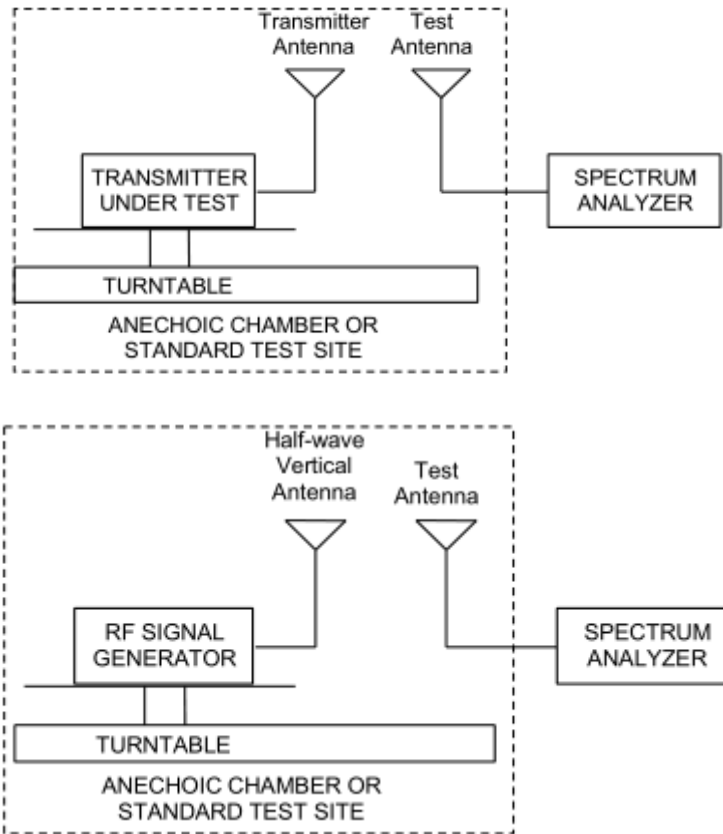 Transmitter
Antenna
Test
Antenna
TRANSMITTER
UNDER TEST
SPECTRUM
ANALYZER
TURNTABLE
ANECHOIC CHAMBER OR
STANDARD TEST SITE
Half-wave
Vertical
Antenna
Test
Antenna
RF SIGNAL
GENERATOR
SPECTRUM
ANALYZER
TURNTABLE
ANECHOIC CHAMBER OR
STANDARD TEST SITE